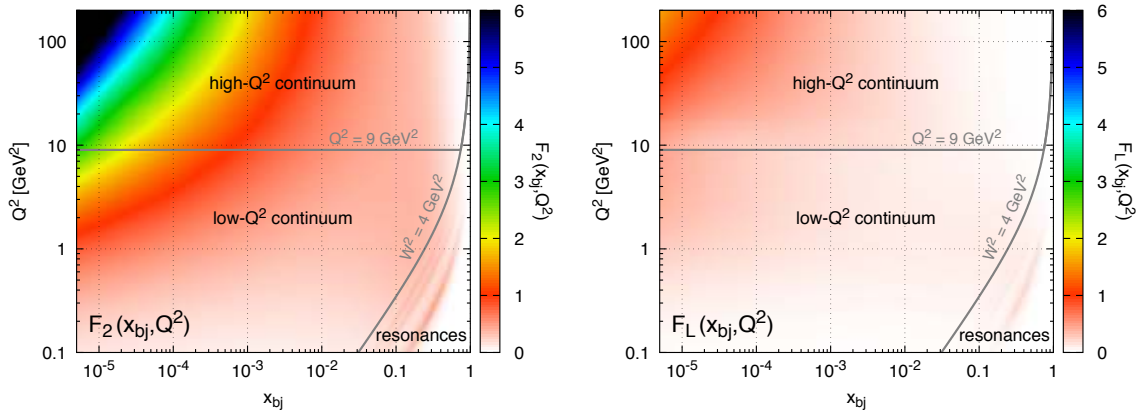 100
10
1
0.1
Q² [GeV²]
high-Q² continuum
Q² = 9 GeV²
low-Q² continuum
W² = 4 GeV²
F₂(x_bj,Q²)
resonances
10⁻⁵ 10⁻⁴ 10⁻³ 10⁻² 0.1 1
x_bj
6
5
4
3
2
1
0
F₂(x_bj,Q²)
100
10
1
0.1
Q² [GeV²]
high-Q² continuum
Q² = 9 GeV²
low-Q² continuum
W² = 4 GeV²
F_L(x_bj,Q²)
resonances
10⁻⁵ 10⁻⁴ 10⁻³ 10⁻² 0.1 1
x_bj
6
5
4
3
2
1
0
F_L(x_bj,Q²)